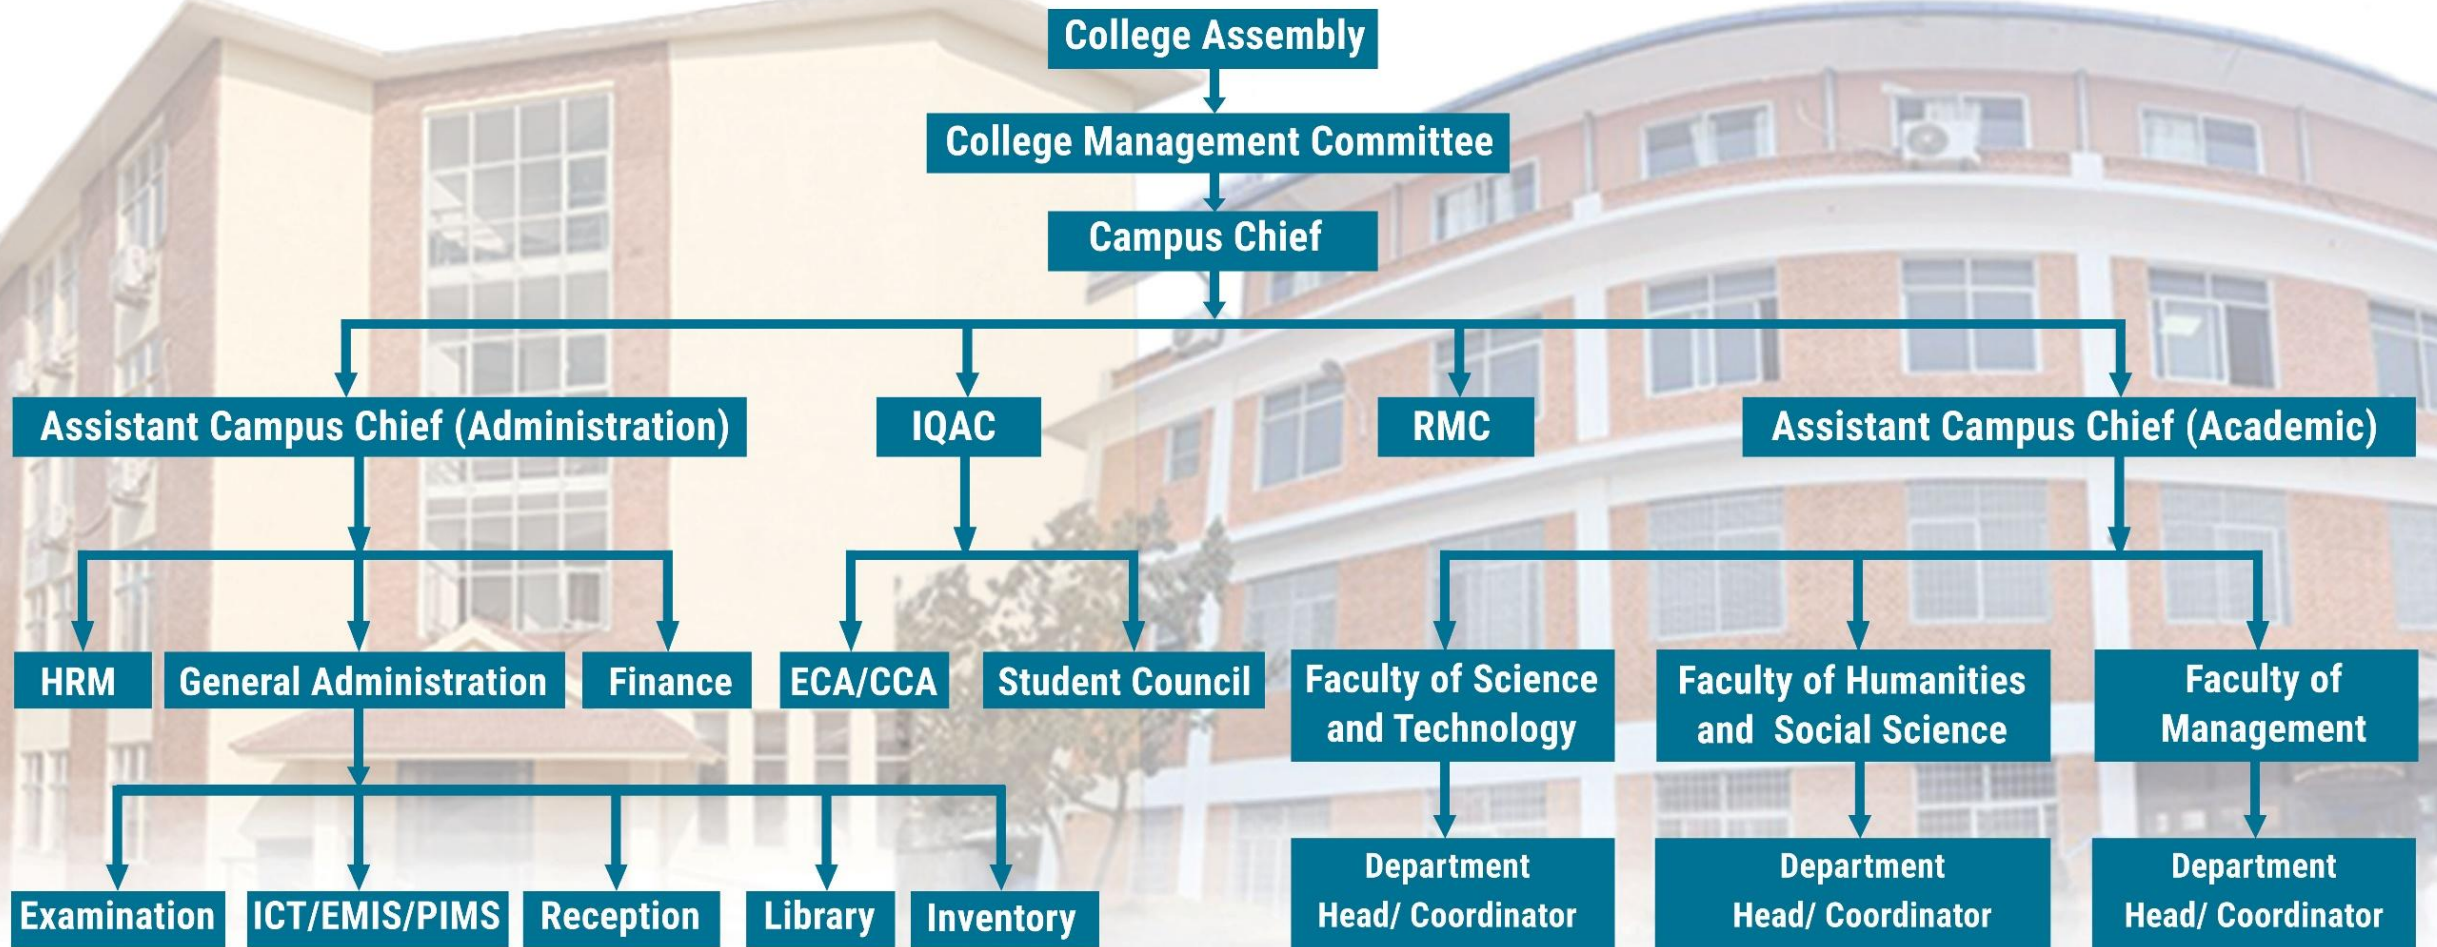 College Assembly
College Management Committee
Campus Chief
Assistant Campus Chief (Administration)
IQAC
RMC
Assistant Campus Chief (Academic)
HRM
General Administration
Finance
ECA/CCA
Student Council
Faculty of Science
and Technology
Faculty of Humanities
and Social Science
Faculty of
Management
Examination
ICT/EMIS/PIMS
Reception
Library
Inventory
Department
Head/ Coordinator
Department
Head/ Coordinator
Department
Head/ Coordinator